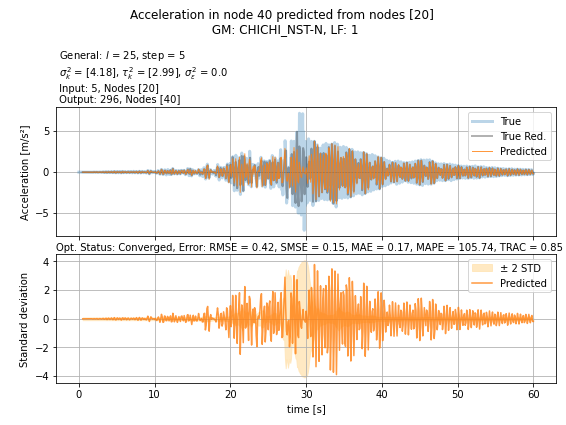 Acceleration in node 40 predicted from nodes [20]
GM: CHICHI_NST-N, LF: 1
General: l = 25, step = 5
σ²ₖ = [4.18], τ²ₖ = [2.99], σ²ε = 0.0
Input: 5, Nodes [20]
Output: 296, Nodes [40]
Acceleration [m/s²]
5
0
−5
True
True Red.
Predicted
Opt. Status: Converged, Error: RMSE = 0.42, SMSE = 0.15, MAE = 0.17, MAPE = 105.74, TRAC = 0.85
Standard deviation
4
2
0
−2
−4
± 2 STD
Predicted
0 10 20 30 40 50 60
time [s]